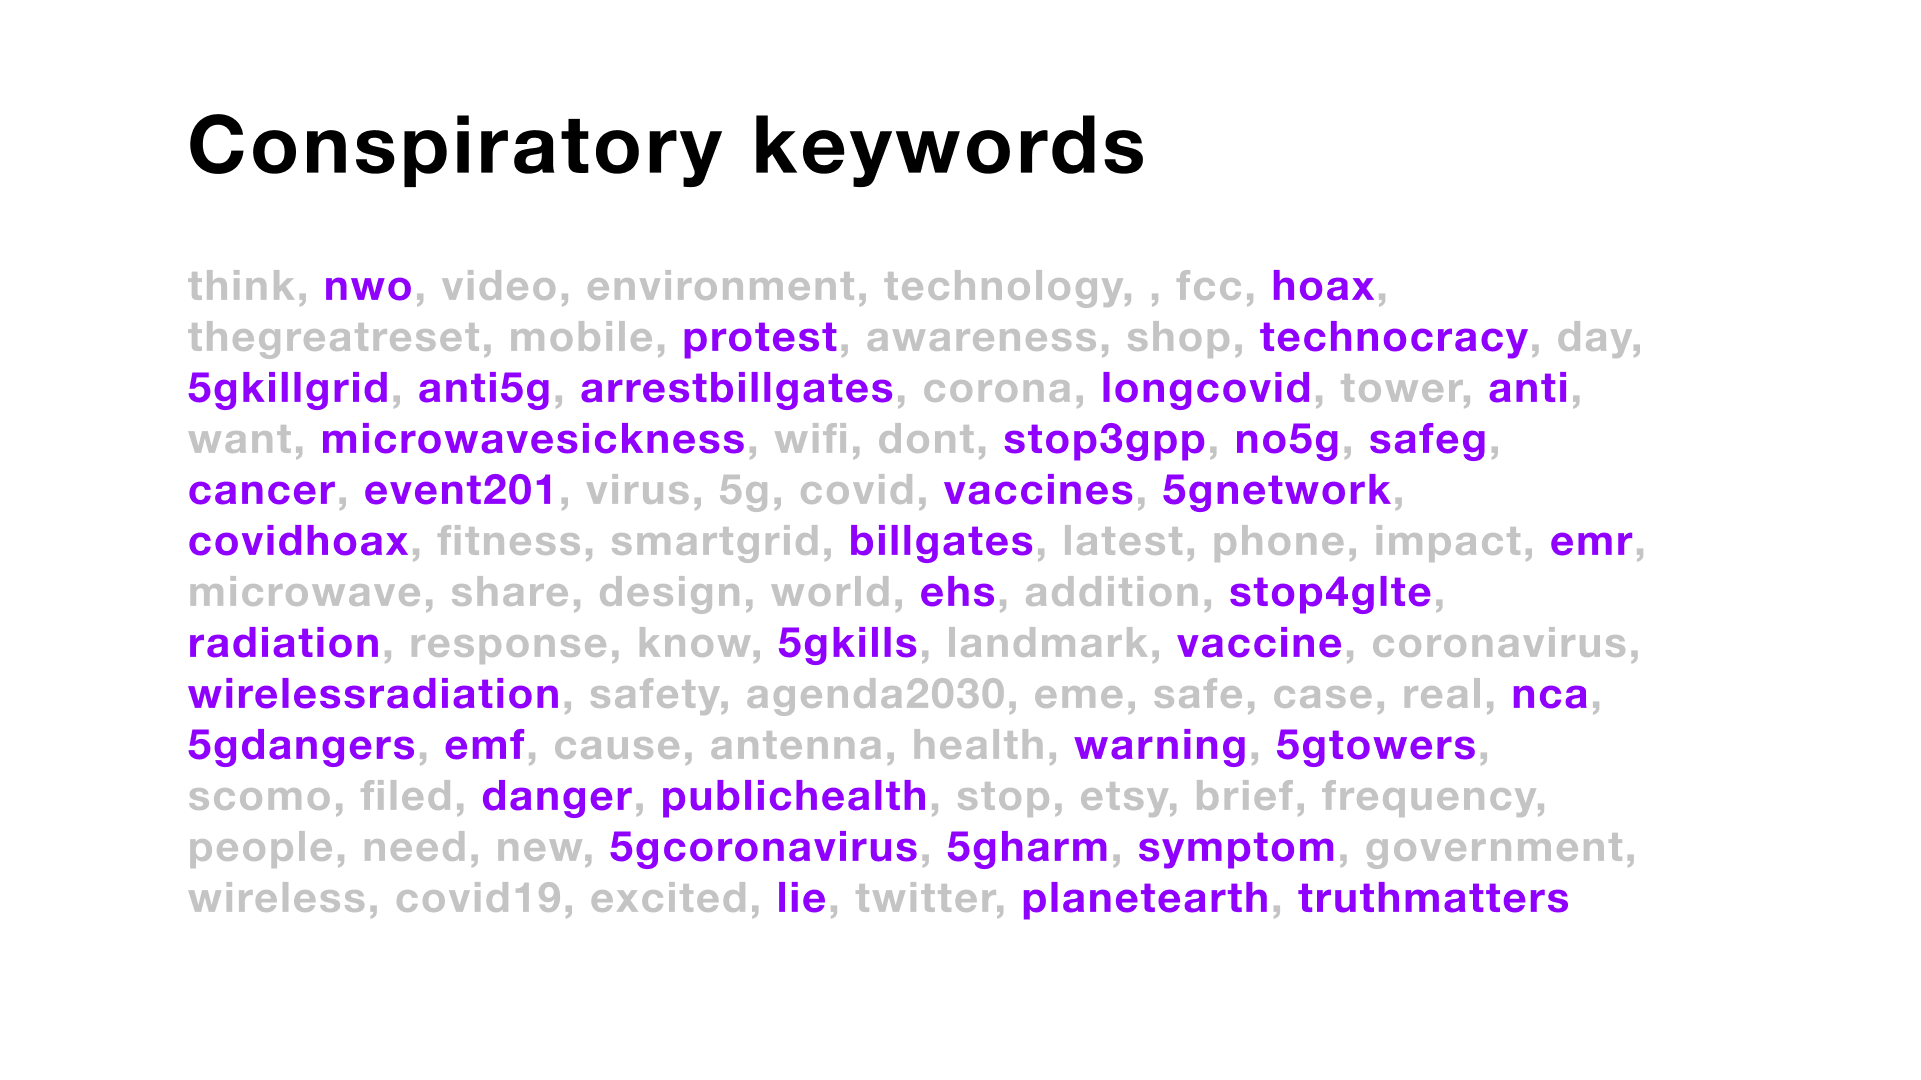 Conspiratory keywords
think, nwo, video, environment, technology, , fcc, hoax,
thegreatreset, mobile, protest, awareness, shop, technocracy, day,
5gkillgrid, anti5g, arrestbillgates, corona, longcovid, tower, anti,
want, microwavesickness, wifi, dont, stop3gpp, no5g, safeg,
cancer, event201, virus, 5g, covid, vaccines, 5gnetwork,
covidhoax, fitness, smartgrid, billgates, latest, phone, impact, emr,
microwave, share, design, world, ehs, addition, stop4glte,
radiation, response, know, 5gkills, landmark, vaccine, coronavirus,
wirelessradiation, safety, agenda2030, eme, safe, case, real, nca,
5gdangers, emf, cause, antenna, health, warning, 5gtowers,
scomo, filed, danger, publichealth, stop, etsy, brief, frequency,
people, need, new, 5gcoronavirus, 5gharm, symptom, government,
wireless, covid19, excited, lie, twitter, planetearth, truthmatters